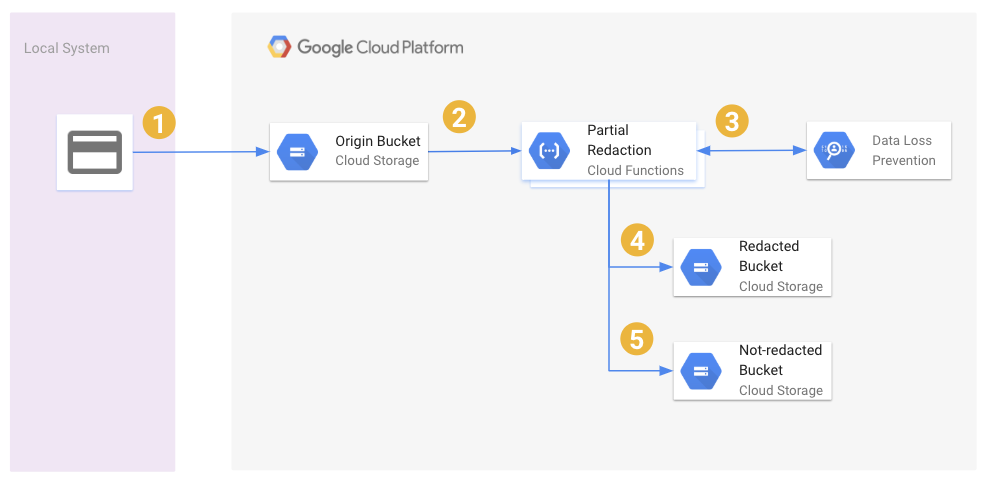 Local System
Google Cloud Platform
1
2
3
Origin Bucket
Cloud Storage
Partial
Redaction
Cloud Functions
Data Loss
Prevention
4
Redacted
Bucket
Cloud Storage
5
Not-redacted
Bucket
Cloud Storage